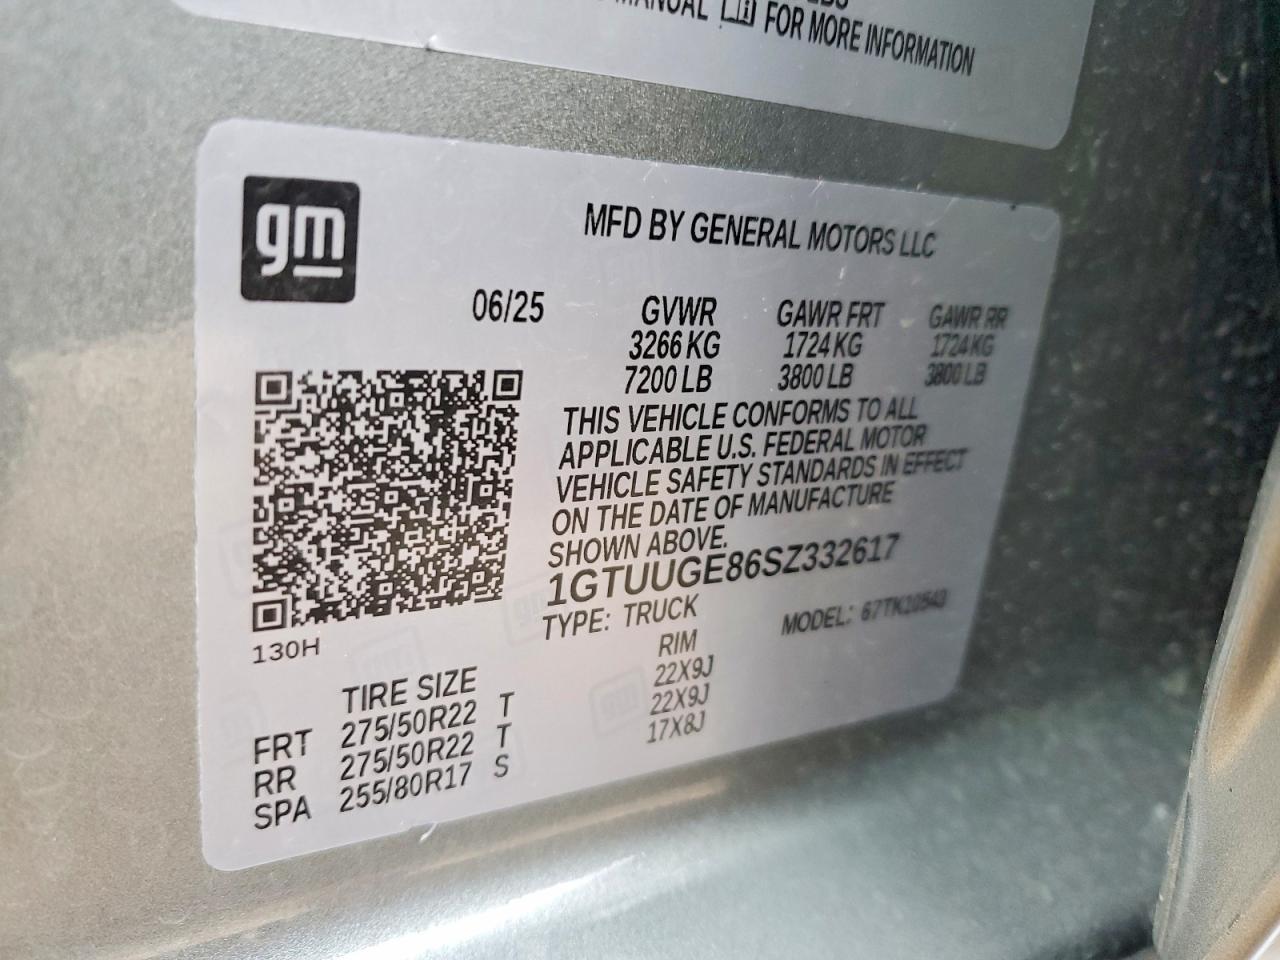 MANUAL FOR MORE INFORMATION
gm
MFD BY GENERAL MOTORS LLC
06/25 GVWR GAWR FRT GAWR RR
3266 KG 1724 KG 1724 KG
7200 LB 3800 LB 3800 LB
THIS VEHICLE CONFORMS TO ALL
APPLICABLE U.S. FEDERAL MOTOR
VEHICLE SAFETY STANDARDS IN EFFECT
ON THE DATE OF MANUFACTURE
SHOWN ABOVE.
1GTUUGE86SZ332617
TYPE: TRUCK MODEL: 67TK10543
130H
TIRE SIZE RIM
FRT 275/50R22 T 22X9J
RR 275/50R22 T 22X9J
SPA 255/80R17 S 17X8J